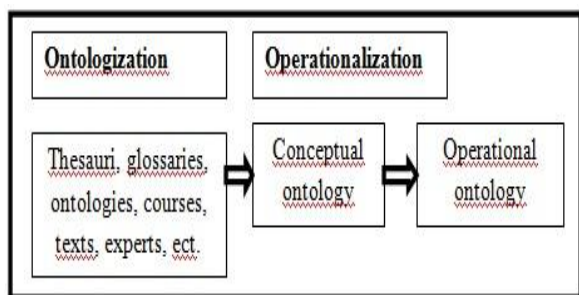 Ontologization
Operationalization
Thesauri, glossaries,
ontologies, courses,
texts, experts, ect.
Conceptual
ontology
Operational
ontology